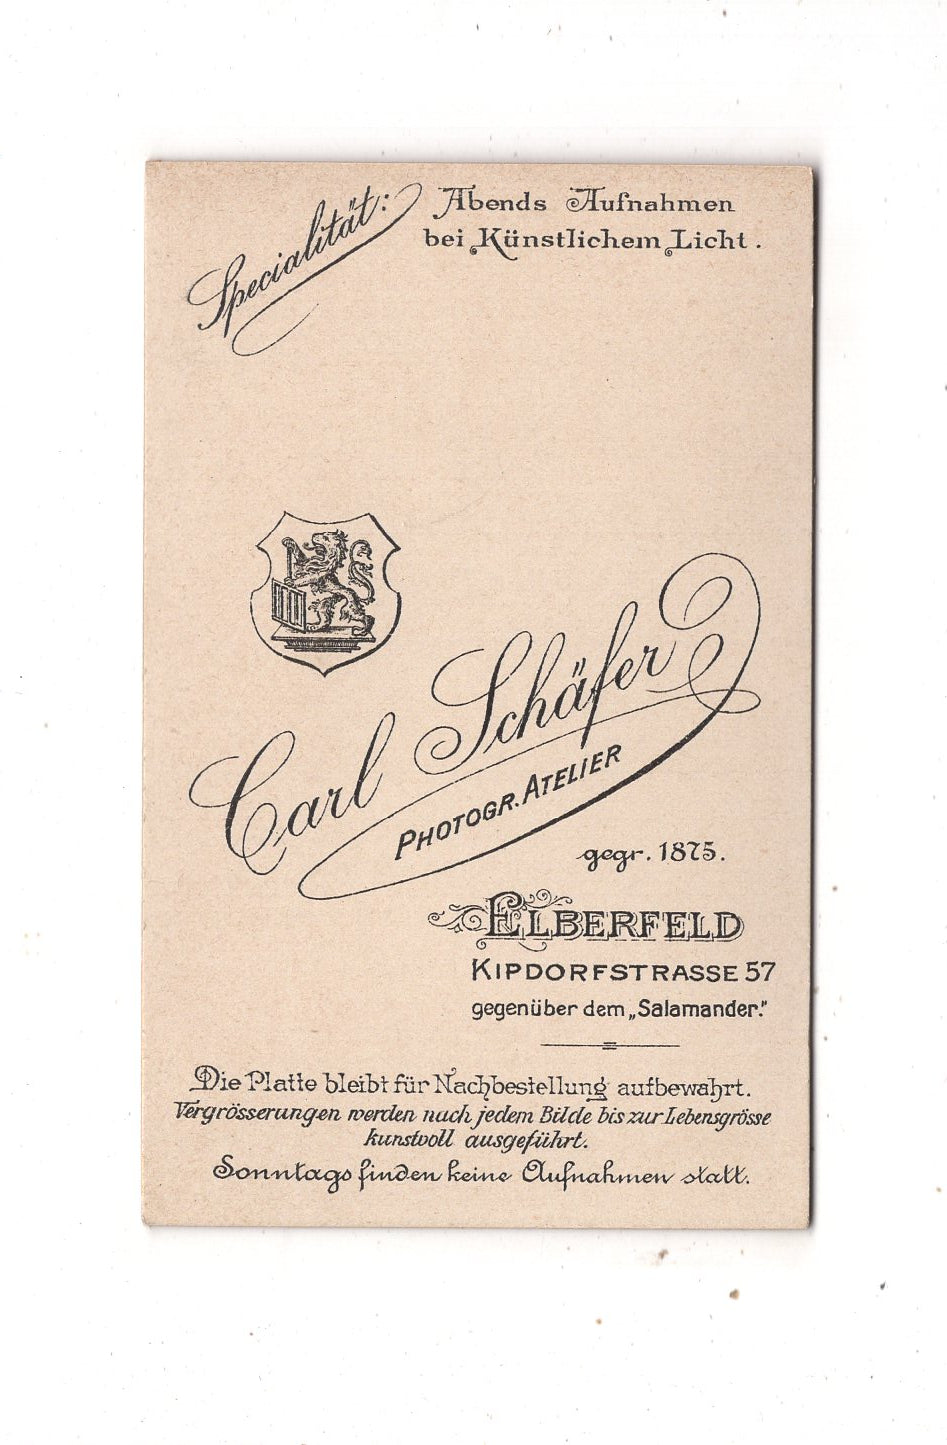 Specialität:
Abends Aufnahmen
bei Künstlichem Licht.
Carl Schäfer
PHOTOGR. ATELIER
gegr. 1875.
ELBERFELD
KIPDORFSTRASSE 57
gegenüber dem „Salamander."
Die Platte bleibt für Nachbestellung aufbewahrt.
Vergrösserungen werden nach jedem Bilde bis zur Lebensgrösse
kunstvoll ausgeführt.
Sonntags finden keine Aufnahmen statt.